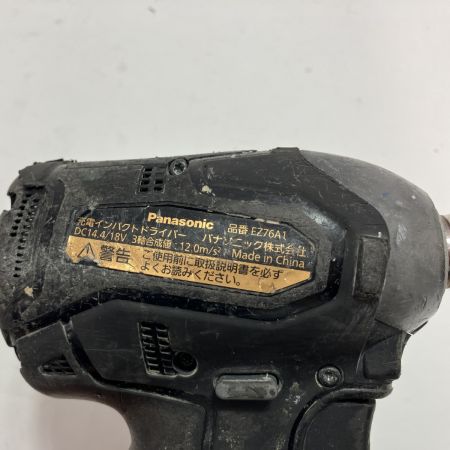 Panasonic 品番 EZ76A1
充電インパクトドライバー パナソニック株式会社
DC14.4/18V 3軸合成値:12.0m/s² Made in China
⚠警告 ご使用前に取扱説明書を必ず
よくお読みください。